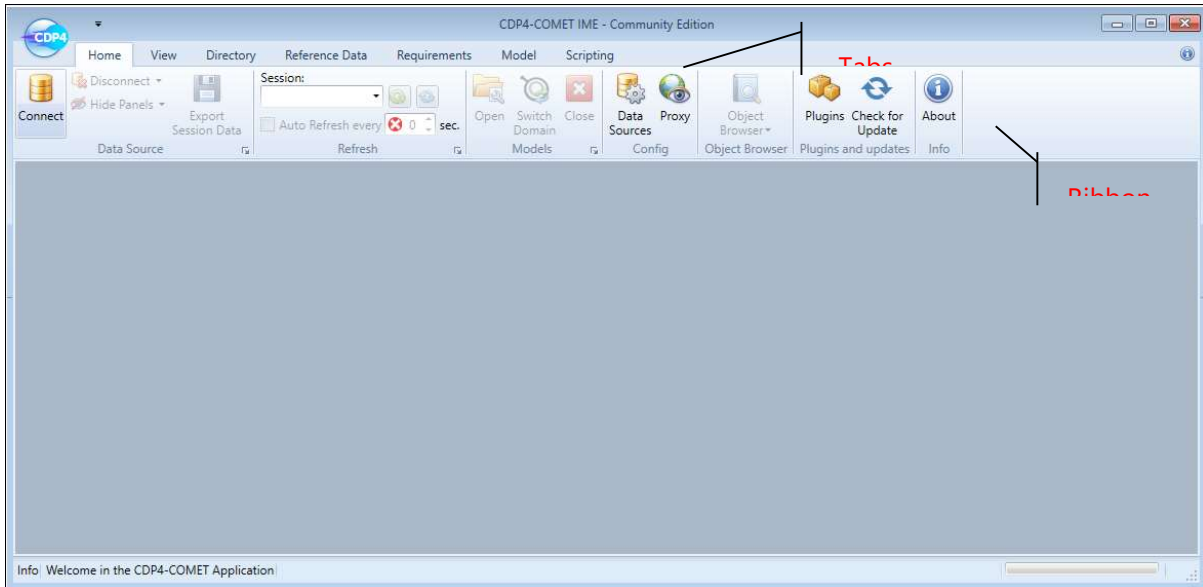 CDP4-COMET IME - Community Edition
CDP4
Home View Directory Reference Data Requirements Model Scripting
Tabs
Connect
Disconnect
Hide Panels
Export Session Data
Data Source
Session:
Auto Refresh every 0 sec.
Refresh
Open
Switch Domain
Close
Models
Data Sources
Proxy
Config
Object Browser
Object Browser
Plugins
Check for Update
Plugins and updates
About
Info
Ribbon
Info Welcome in the CDP4-COMET Application